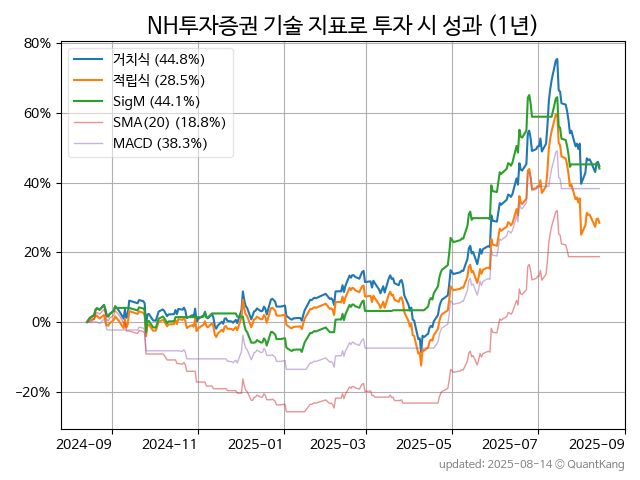 NH투자증권 기술 지표로 투자 시 성과 (1년)
80%
60%
40%
20%
0%
−20%
거치식 (44.8%)
적립식 (28.5%)
SigM (44.1%)
SMA(20) (18.8%)
MACD (38.3%)
2024-09 2024-11 2025-01 2025-03 2025-05 2025-07 2025-09
updated: 2025-08-14 © QuantKang